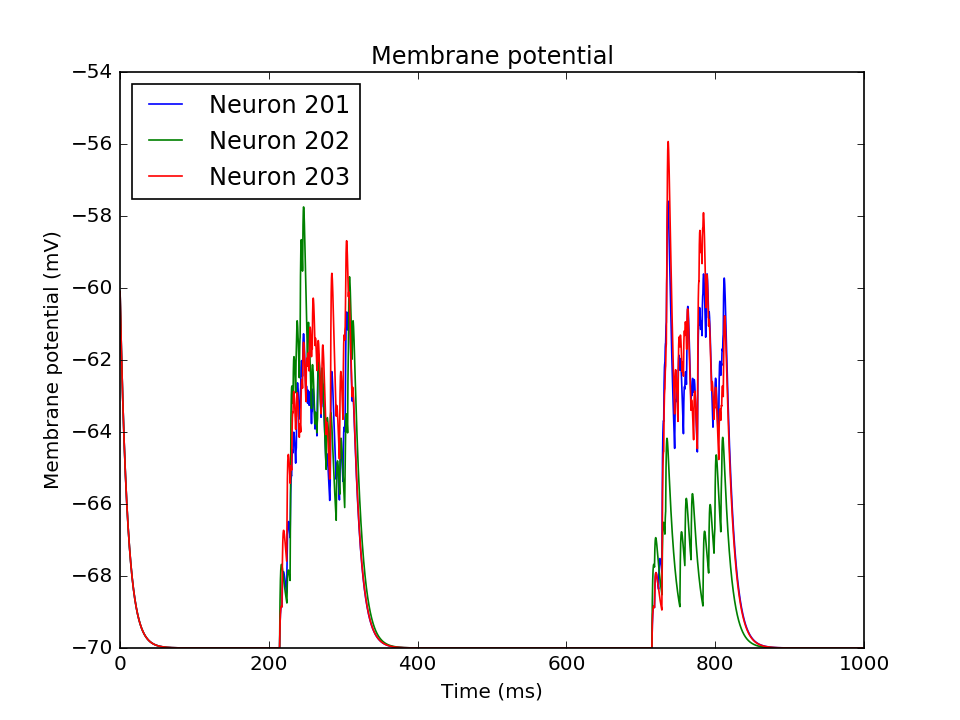 Membrane potential
−54
−56
−58
−60
−62
−64
−66
−68
−70
Membrane potential (mV)
Neuron 201
Neuron 202
Neuron 203
0
200
400
600
800
1000
Time (ms)